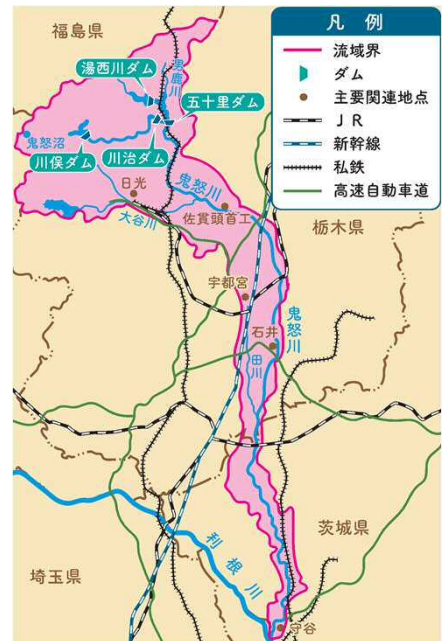 凡例
流域界
ダム
主要関連地点
JR
新幹線
私鉄
高速自動車道
福島県
湯西川ダム
男鹿川
五十里ダム
鬼怒沼
川俣ダム
川治ダム
日光
鬼怒川
大谷川
佐貫頭首工
栃木県
宇都宮
鬼怒川
石井
田川
茨城県
利根川
埼玉県
守谷